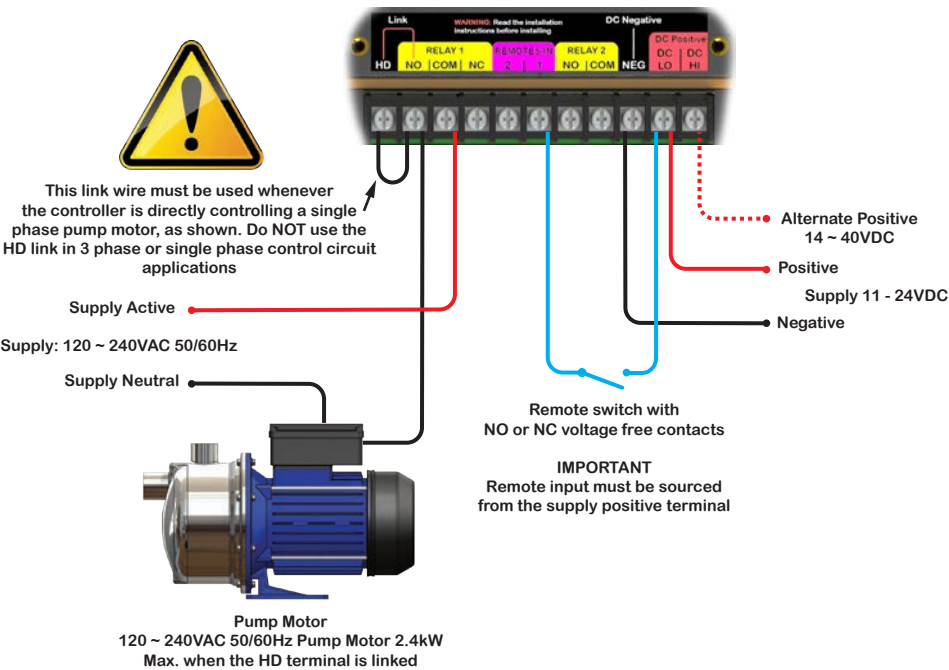 Link
WARNING: Read the installation
instructions before installing
DC Negative
DC Positive
RELAY 1
REMOTES IN
RELAY 2
DC
DC
HD
NO
COM
NC
2
1
NO
COM
NEG
LO
HI
This link wire must be used whenever
the controller is directly controlling a single
phase pump motor, as shown. Do NOT use the
HD link in 3 phase or single phase control circuit
applications
Alternate Positive
14 ~ 40VDC
Positive
Supply 11 - 24VDC
Negative
Supply Active
Supply: 120 ~ 240VAC 50/60Hz
Supply Neutral
Remote switch with
NO or NC voltage free contacts
IMPORTANT
Remote input must be sourced
from the supply positive terminal
Pump Motor
120 ~ 240VAC 50/60Hz Pump Motor 2.4kW
Max. when the HD terminal is linked